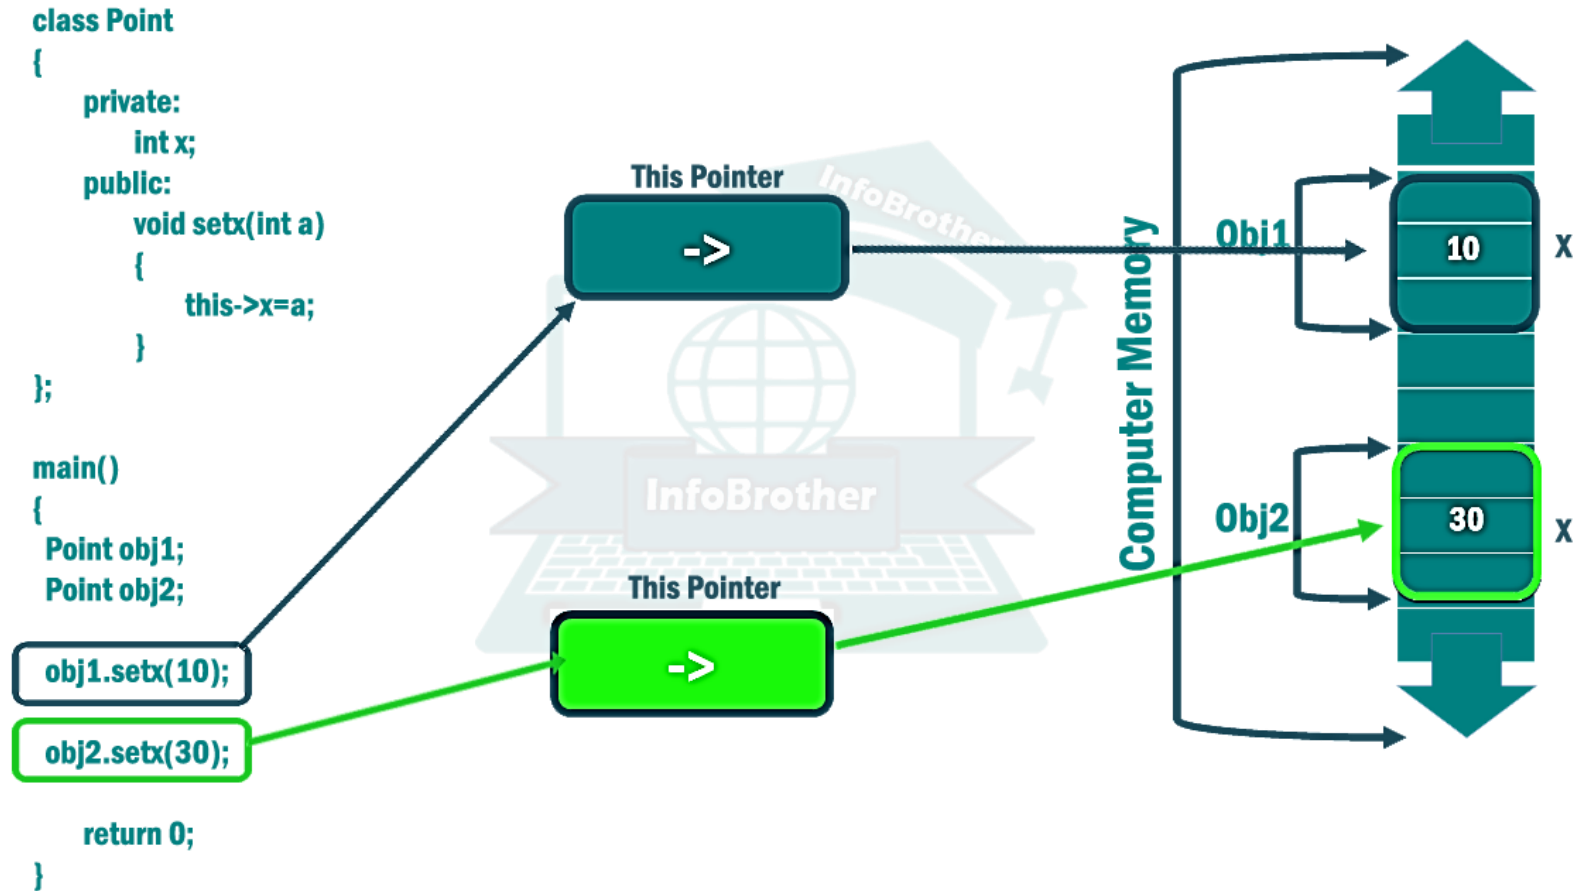 class Point
{
private:
int x;
public:
void setx(int a)
{
this->x=a;
}
};
main()
{
Point obj1;
Point obj2;
obj1.setx(10);
obj2.setx(30);
return 0;
}
This Pointer
->
This Pointer
->
InfoBrother
InfoBrother
Computer Memory
Obj1
10
X
Obj2
30
X